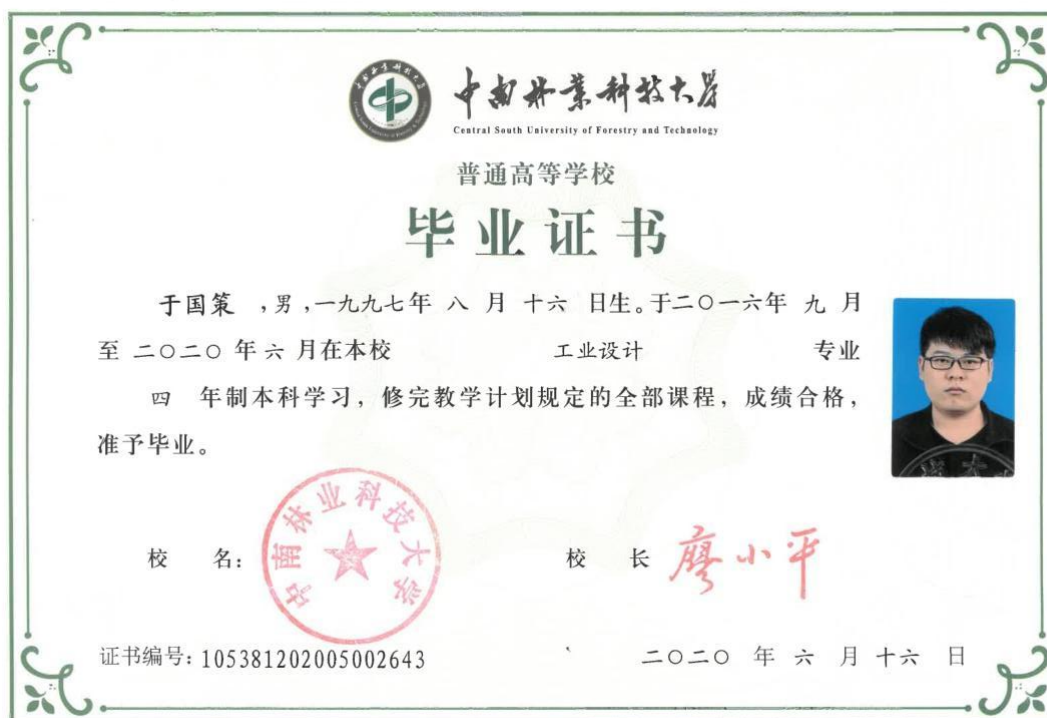 中南林业科技大学
Central South University of Forestry and Technology
普通高等学校
毕业证书
于国策 ,男,一九九七年 八 月 十六 日生。于二〇一六年 九 月
至 二〇二〇 年 六 月在本校 工业设计 专业
四 年制本科学习, 修完教学计划规定的全部课程, 成绩合格,
准予毕业。
校 名: 中南林业科技大学
校 长 廖小平
证书编号: 105381202005002643
二〇二〇 年 六 月 十六 日